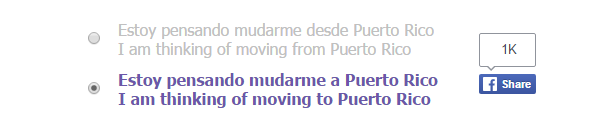 Estoy pensando mudarme desde Puerto Rico
I am thinking of moving from Puerto Rico
1K
Estoy pensando mudarme a Puerto Rico
I am thinking of moving to Puerto Rico
f Share